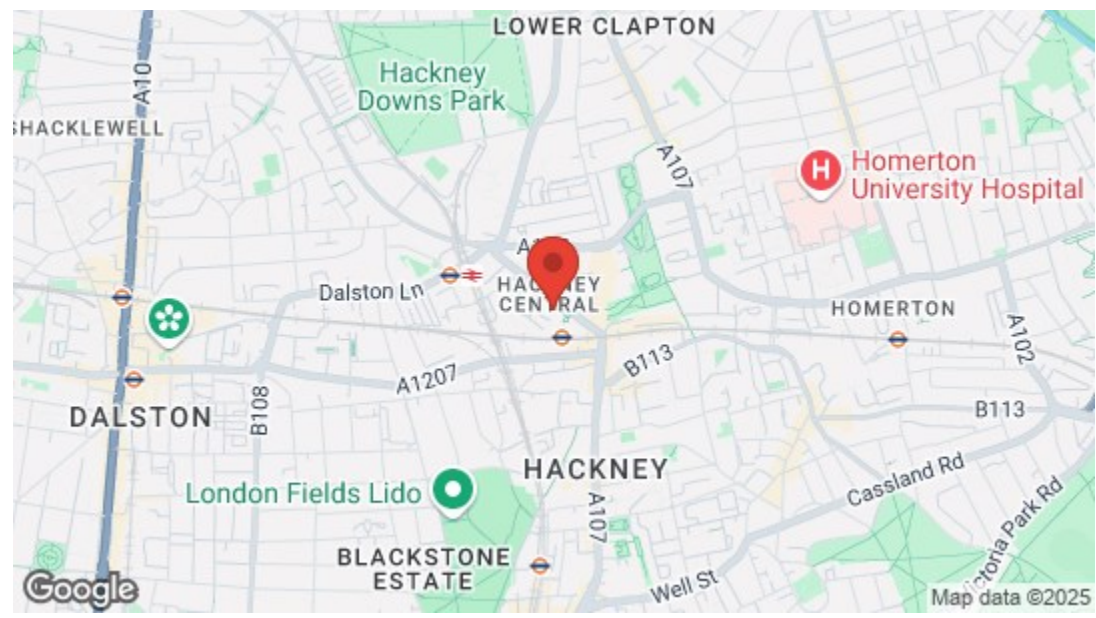 LOWER CLAPTON
Hackney
Downs Park
A10
SHACKLEWELL
A107
Homerton
University Hospital
Dalston Ln
HACKNEY
CENTRAL
HOMERTON
A102
B113
A1207
B108
DALSTON
B113
HACKNEY
Cassland Rd
London Fields Lido
A107
BLACKSTONE
ESTATE
Well St
Victoria Park Rd
Google
Map data ©2025